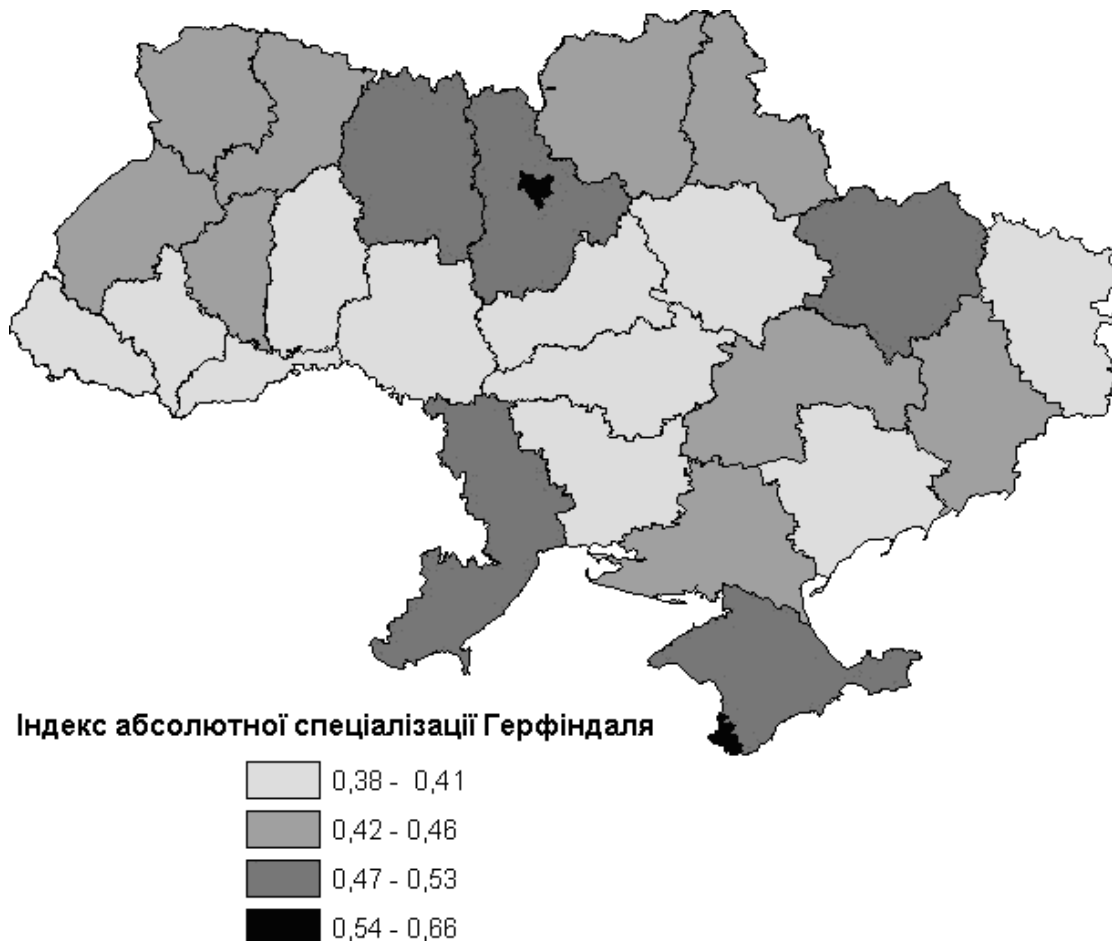 Індекс абсолютної спеціалізації Герфіндаля
0,38 - 0,41
0,42 - 0,46
0,47 - 0,53
0,54 - 0,66